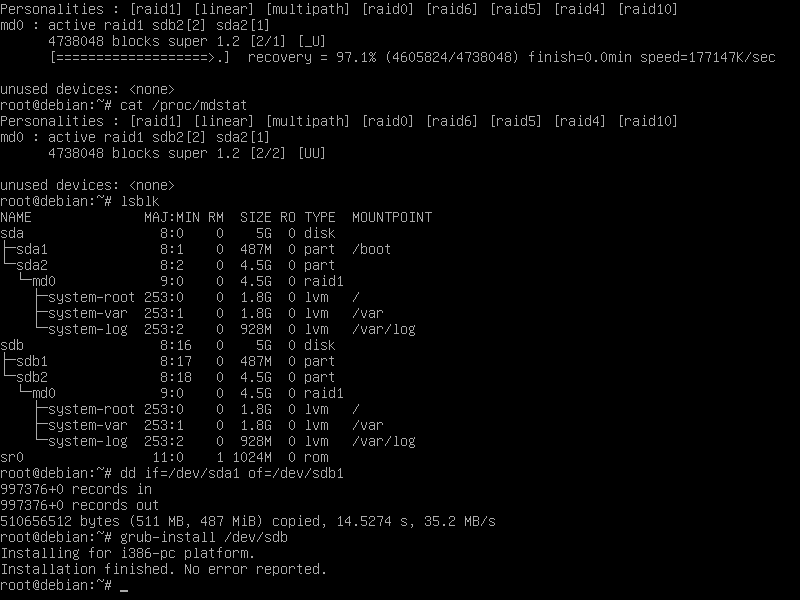 Personalities : [raid1] [linear] [multipath] [raid0] [raid6] [raid5] [raid4] [raid10]
md0 : active raid1 sdb2[2] sda2[1]
      4738048 blocks super 1.2 [2/1] [_U]
      [===================>.]  recovery = 97.1% (4605824/4738048) finish=0.0min speed=177147K/sec

unused devices: <none>
root@debian:~# cat /proc/mdstat
Personalities : [raid1] [linear] [multipath] [raid0] [raid6] [raid5] [raid4] [raid10]
md0 : active raid1 sdb2[2] sda2[1]
      4738048 blocks super 1.2 [2/2] [UU]

unused devices: <none>
root@debian:~# lsblk
NAME              MAJ:MIN RM  SIZE RO TYPE  MOUNTPOINT
sda                 8:0    0    5G  0 disk
├─sda1              8:1    0  487M  0 part  /boot
└─sda2              8:2    0  4.5G  0 part
  └─md0             9:0    0  4.5G  0 raid1
    ├─system-root 253:0    0  1.8G  0 lvm   /
    ├─system-var  253:1    0  1.8G  0 lvm   /var
    └─system-log  253:2    0  928M  0 lvm   /var/log
sdb                 8:16   0    5G  0 disk
├─sdb1              8:17   0  487M  0 part
└─sdb2              8:18   0  4.5G  0 part
  └─md0             9:0    0  4.5G  0 raid1
    ├─system-root 253:0    0  1.8G  0 lvm   /
    ├─system-var  253:1    0  1.8G  0 lvm   /var
    └─system-log  253:2    0  928M  0 lvm   /var/log
sr0                11:0    1 1024M  0 rom
root@debian:~# dd if=/dev/sda1 of=/dev/sdb1
997376+0 records in
997376+0 records out
510656512 bytes (511 MB, 487 MiB) copied, 14.5274 s, 35.2 MB/s
root@debian:~# grub-install /dev/sdb
Installing for i386-pc platform.
Installation finished. No error reported.
root@debian:~# _